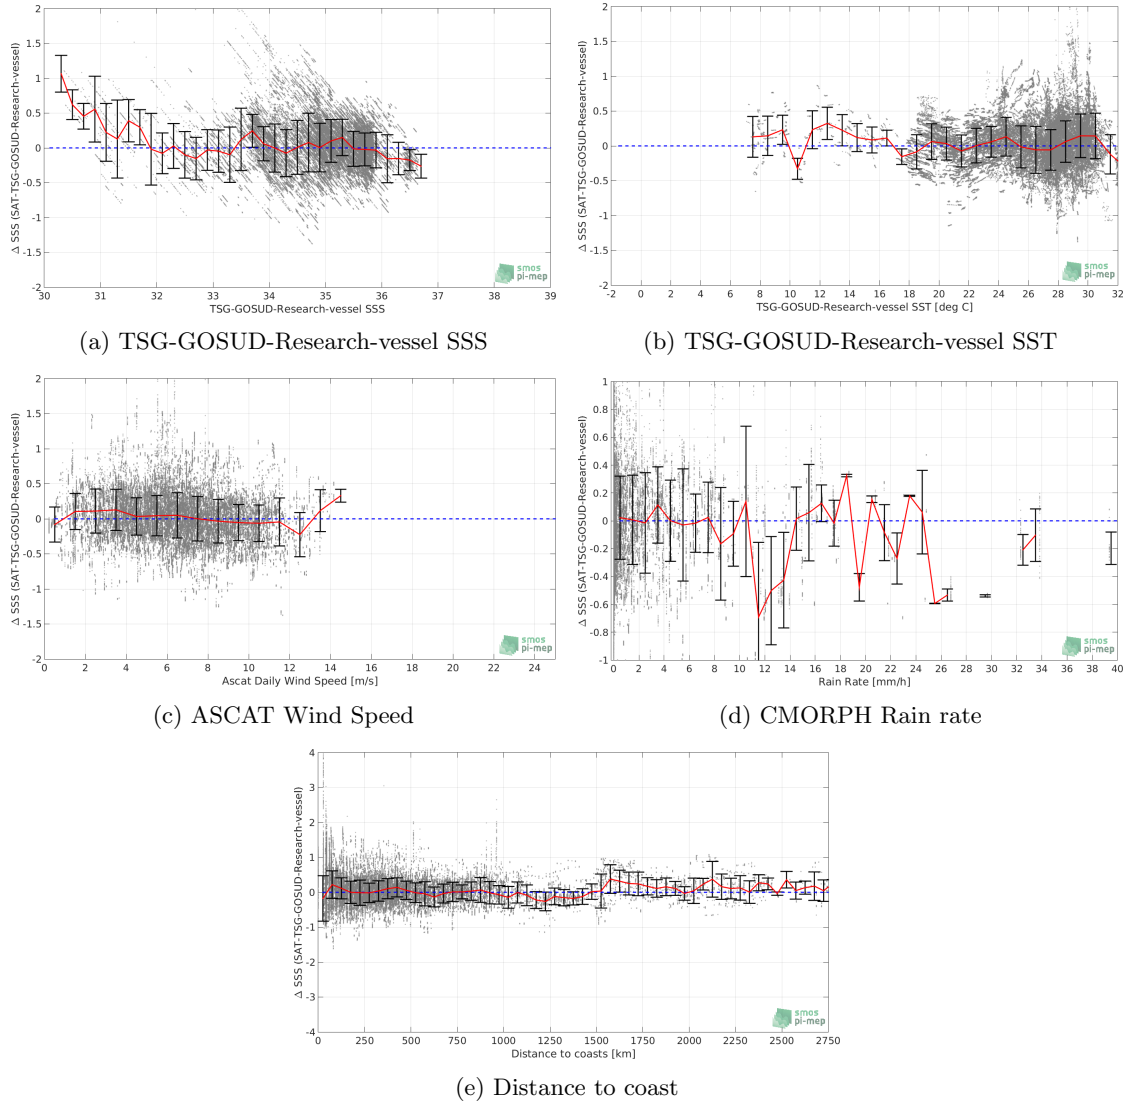 Δ SSS (SAT-TSG-GOSUD-Research-vessel)
2
1.5
1
0.5
0
-0.5
-1
-1.5
-2
30 31 32 33 34 35 36 37 38 39
TSG-GOSUD-Research-vessel SSS
smos
pi-mep
(a) TSG-GOSUD-Research-vessel SSS
Δ SSS (SAT-TSG-GOSUD-Research-vessel)
2
1.5
1
0.5
0
-0.5
-1
-1.5
-2
-2 0 2 4 6 8 10 12 14 16 18 20 22 24 26 28 30 32
TSG-GOSUD-Research-vessel SST [deg C]
smos
pi-mep
(b) TSG-GOSUD-Research-vessel SST
Δ SSS (SAT-TSG-GOSUD-Research-vessel)
2
1.5
1
0.5
0
-0.5
-1
-1.5
-2
0 2 4 6 8 10 12 14 16 18 20 22 24
Ascat Daily Wind Speed [m/s]
smos
pi-mep
(c) ASCAT Wind Speed
Δ SSS (SAT-TSG-GOSUD-Research-vessel)
1
0.8
0.6
0.4
0.2
0
-0.2
-0.4
-0.6
-0.8
-1
0 2 4 6 8 10 12 14 16 18 20 22 24 26 28 30 32 34 36 38 40
Rain Rate [mm/h]
smos
pi-mep
(d) CMORPH Rain rate
Δ SSS (SAT-TSG-GOSUD-Research-vessel)
4
3
2
1
0
-1
-2
-3
-4
0 250 500 750 1000 1250 1500 1750 2000 2250 2500 2750
Distance to coasts [km]
smos
pi-mep
(e) Distance to coast